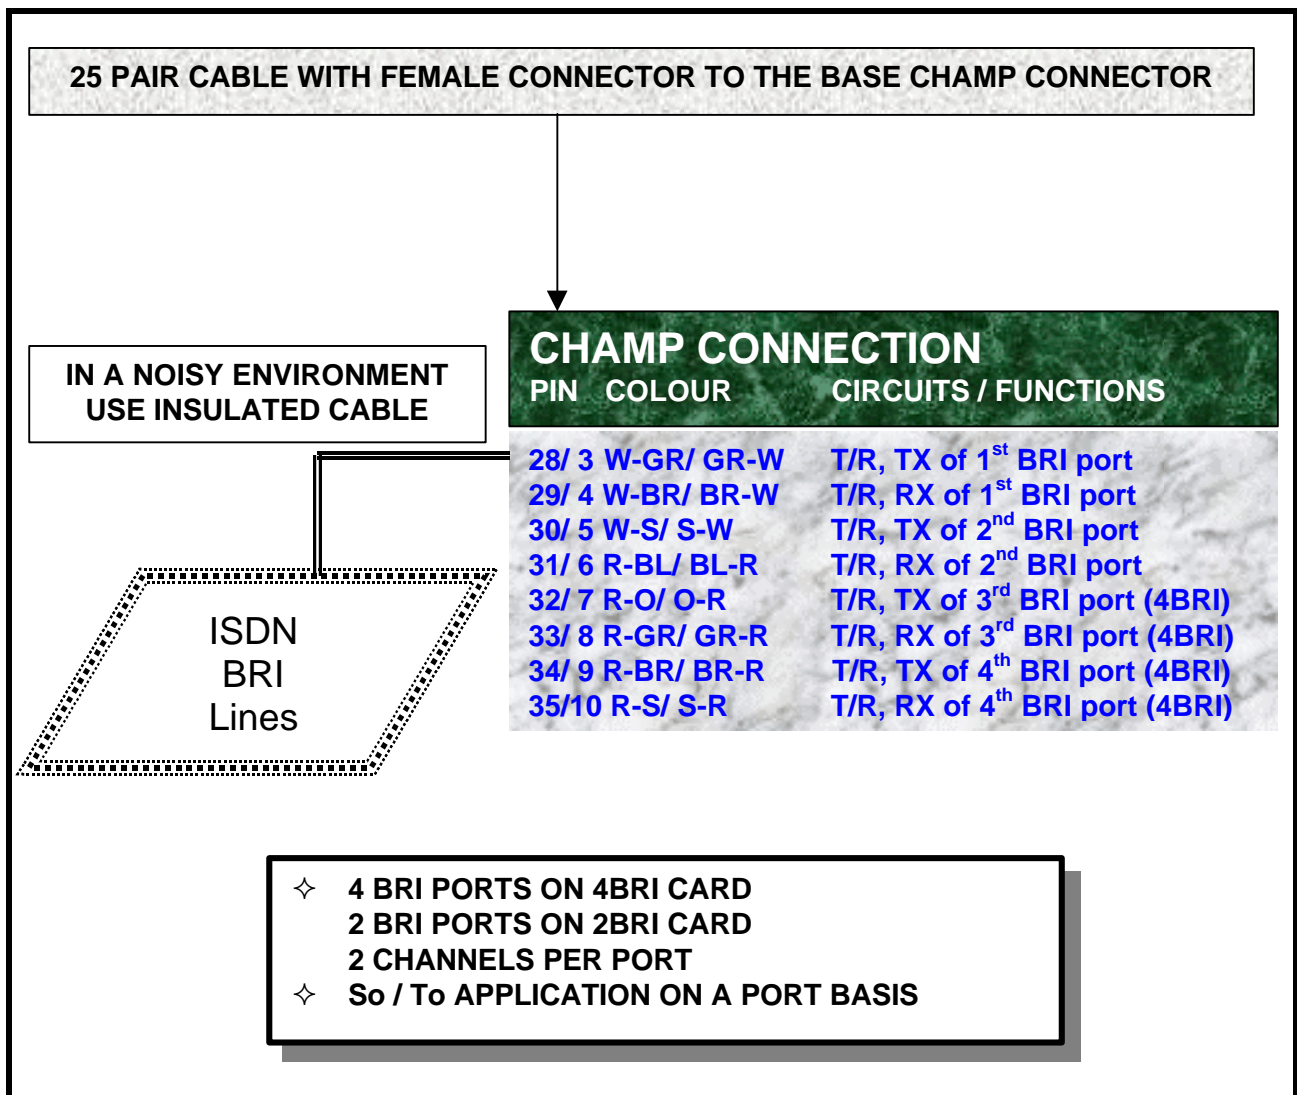 25 PAIR CABLE WITH FEMALE CONNECTOR TO THE BASE CHAMP CONNECTOR
IN A NOISY ENVIRONMENT
USE INSULATED CABLE
CHAMP CONNECTION
PIN COLOUR CIRCUITS / FUNCTIONS
28/ 3 W-GR/ GR-W T/R, TX of 1st BRI port
29/ 4 W-BR/ BR-W T/R, RX of 1st BRI port
30/ 5 W-S/ S-W T/R, TX of 2nd BRI port
31/ 6 R-BL/ BL-R T/R, RX of 2nd BRI port
32/ 7 R-O/ O-R T/R, TX of 3rd BRI port (4BRI)
33/ 8 R-GR/ GR-R T/R, RX of 3rd BRI port (4BRI)
34/ 9 R-BR/ BR-R T/R, TX of 4th BRI port (4BRI)
35/10 R-S/ S-R T/R, RX of 4th BRI port (4BRI)
ISDN
BRI
Lines
✧ 4 BRI PORTS ON 4BRI CARD
2 BRI PORTS ON 2BRI CARD
2 CHANNELS PER PORT
✧ So / To APPLICATION ON A PORT BASIS